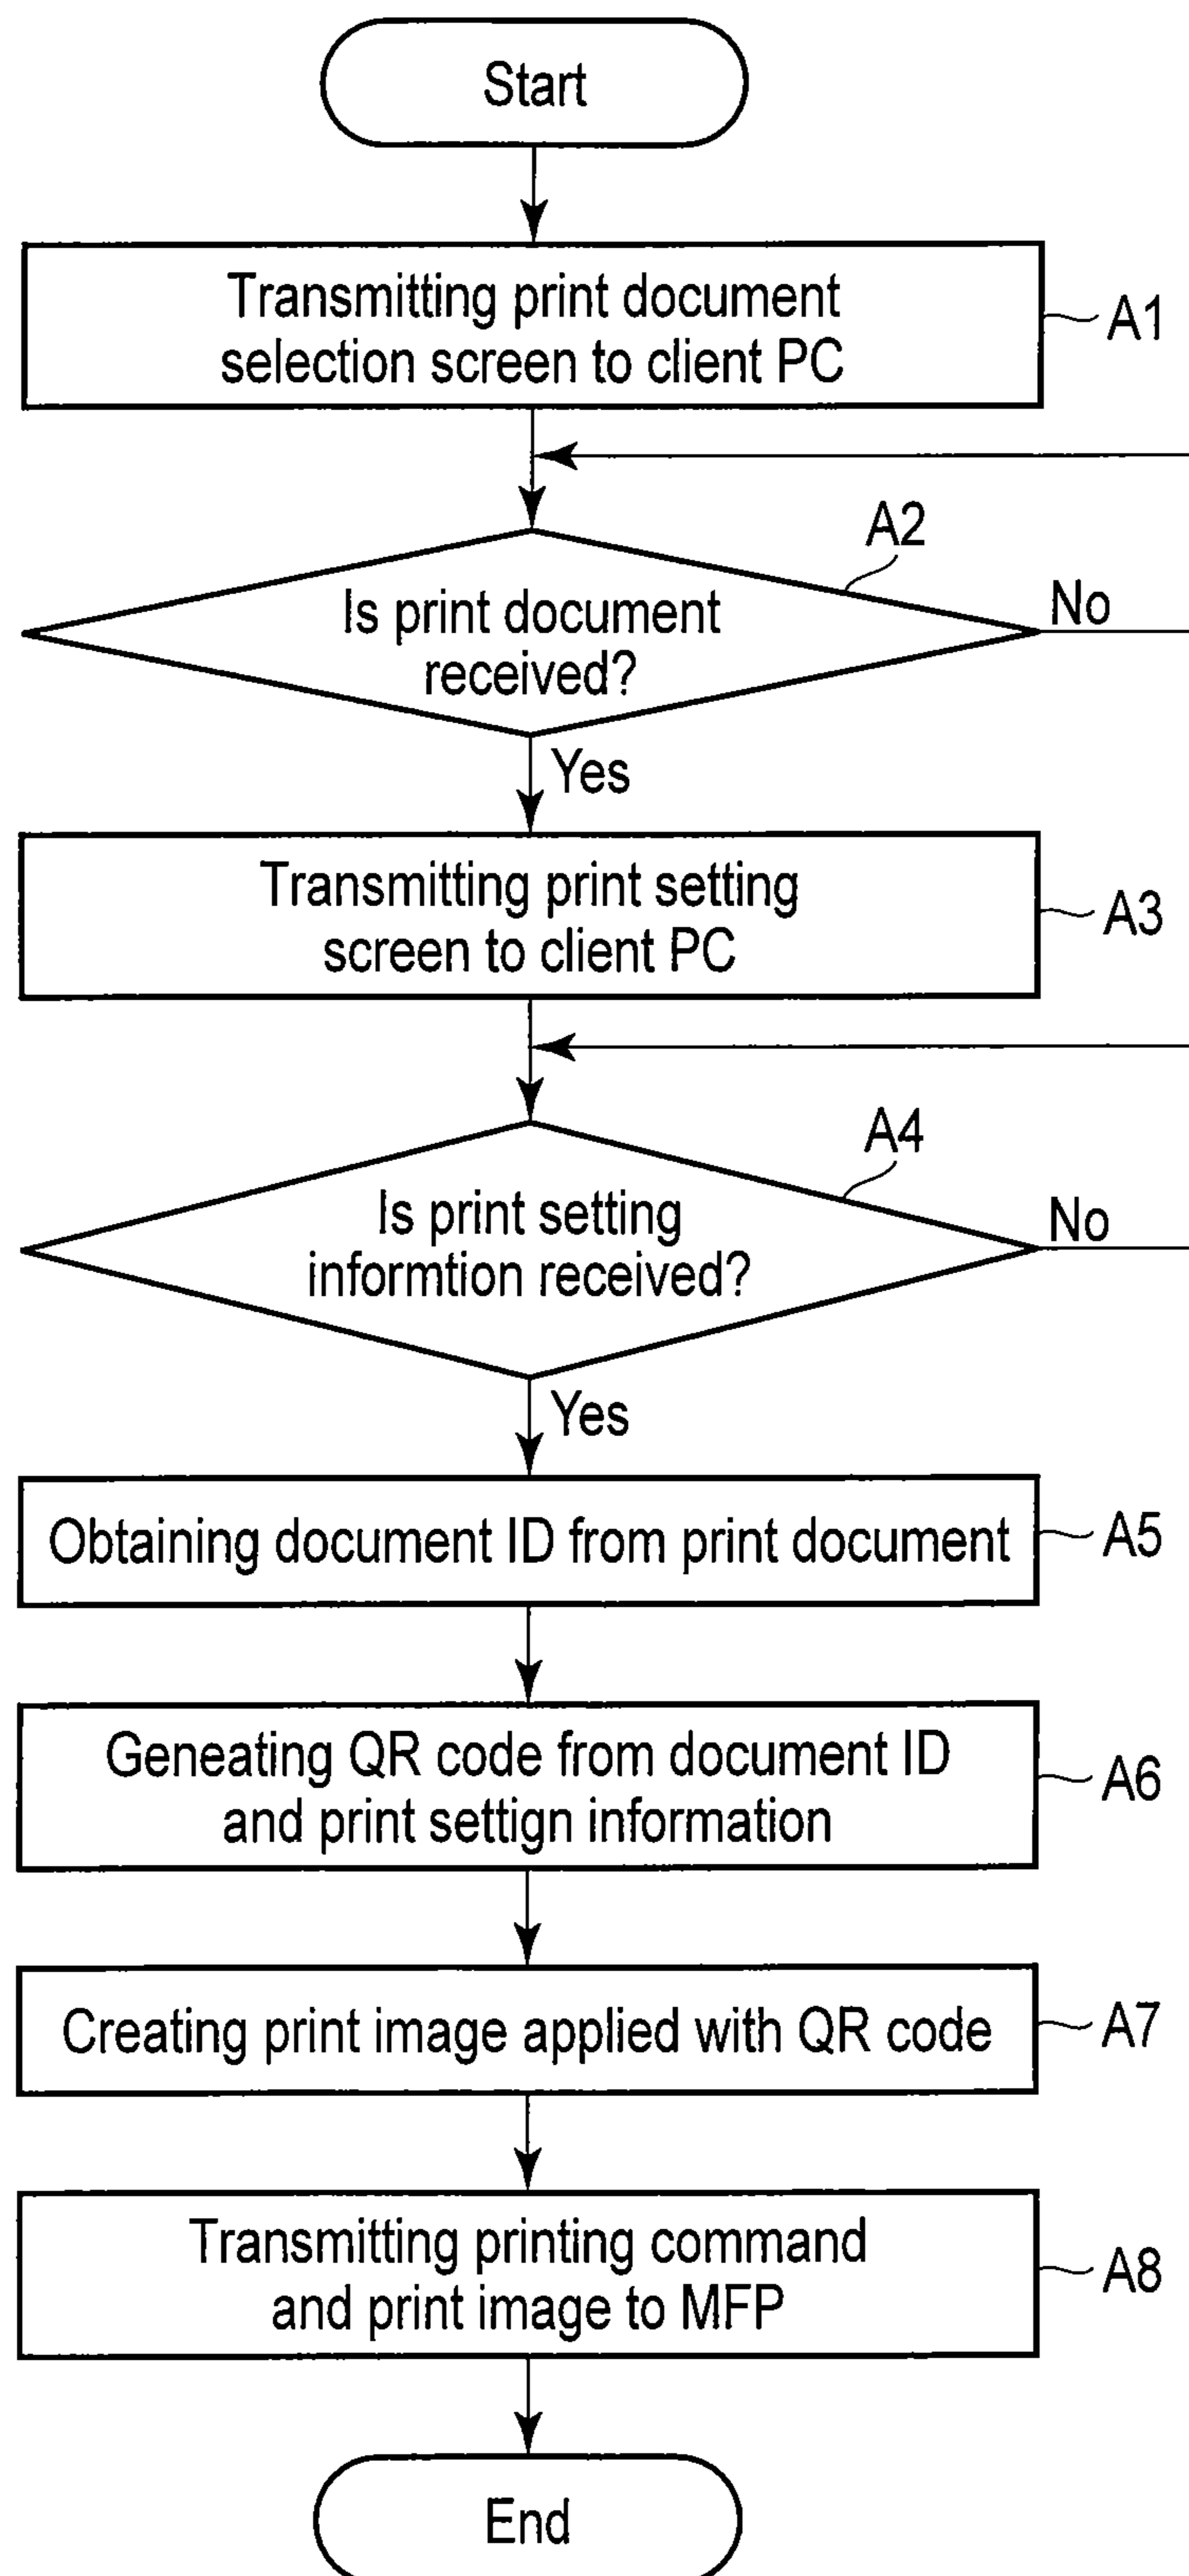 Start
Transmitting print document
selection screen to client PC
A1
A2
Is print document
received?
No
Yes
Transmitting print setting
screen to client PC
A3
A4
Is print setting
informtion received?
No
Yes
Obtaining document ID from print document
A5
Geneating QR code from document ID
and print settign information
A6
Creating print image applied with QR code
A7
Transmitting printing command
and print image to MFP
A8
End